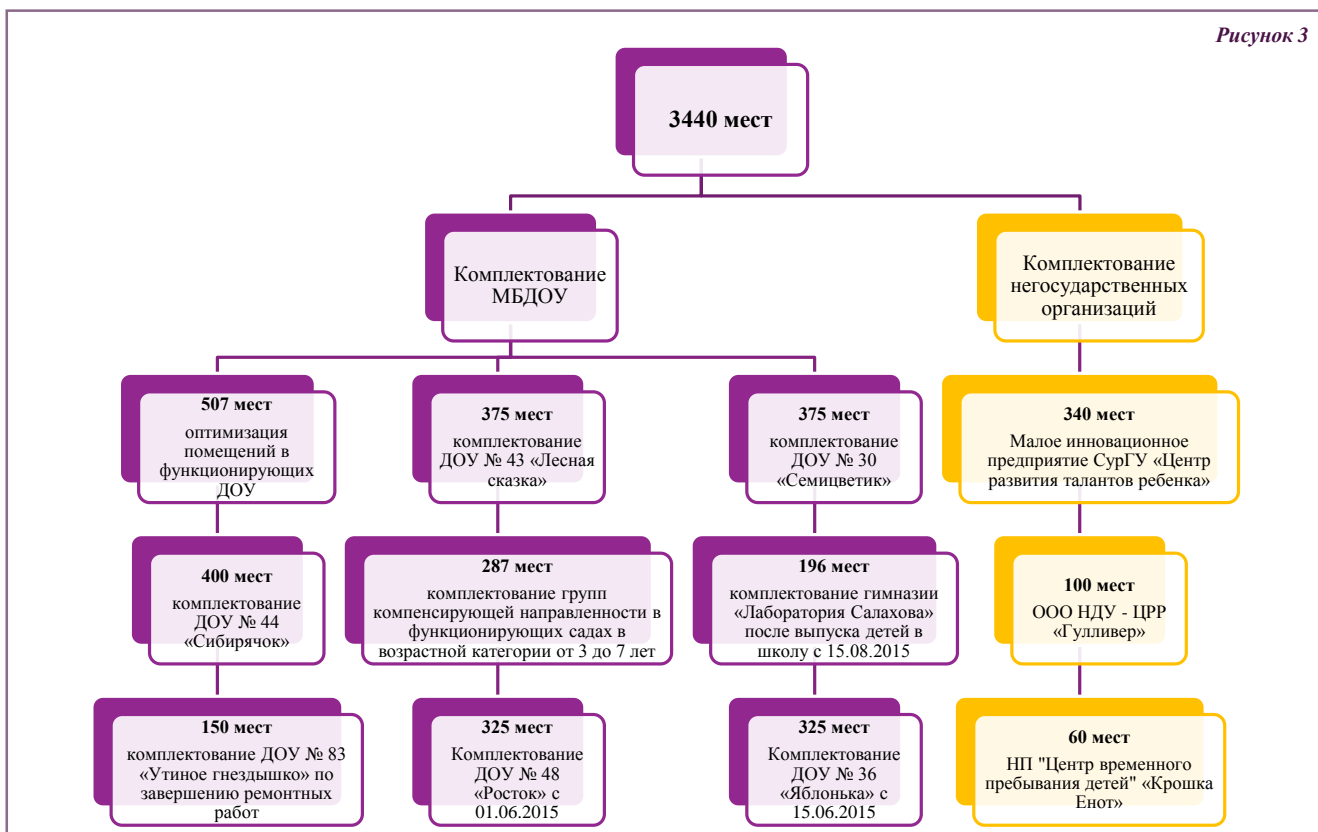 Рисунок 3
3440 мест
Комплектование
МБДОУ
Комплектование
негосударственных
организаций
507 мест
оптимизация
помещений в
функционирующих
ДОУ
375 мест
комплектование
ДОУ № 43 «Лесная
сказка»
375 мест
комплектование
ДОУ № 30
«Семицветик»
340 мест
Малое инновационное
предприятие СурГУ «Центр
развития талантов ребенка»
400 мест
комплектование
ДОУ № 44
«Сибирячок»
287 мест
комплектование групп
компенсирующей направленности в
функционирующих садах в
возрастной категории от 3 до 7 лет
196 мест
комплектование гимназии
«Лаборатория Салахова»
после выпуска детей в
школу с 15.08.2015
100 мест
ООО НДУ - ЦРР
«Гулливер»
150 мест
комплектование ДОУ № 83
«Утиное гнездышко» по
завершению ремонтных
работ
325 мест
Комплектование
ДОУ № 48
«Росток» с
01.06.2015
325 мест
Комплектование
ДОУ № 36
«Яблонька» с
15.06.2015
60 мест
НП "Центр временного
пребывания детей" «Крошка
Енот»